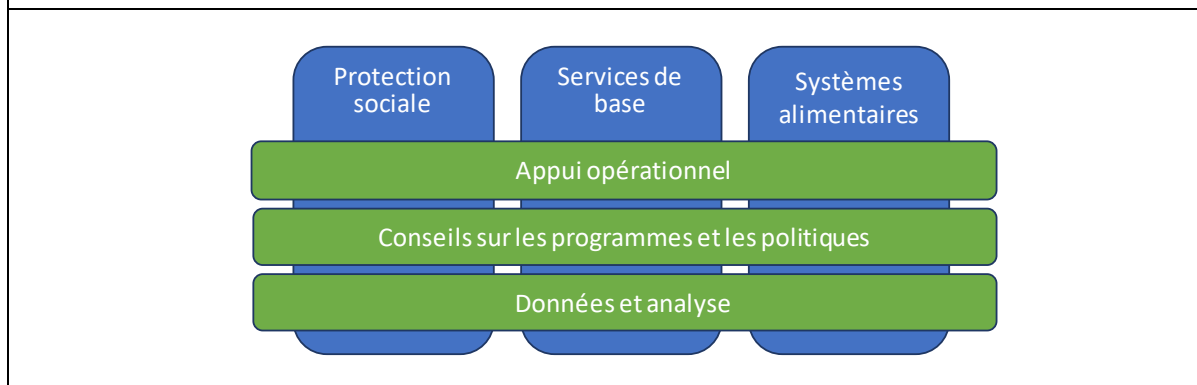 Protection
sociale
Services de
base
Systèmes
alimentaires
Appui opérationnel
Conseils sur les programmes et les politiques
Données et analyse